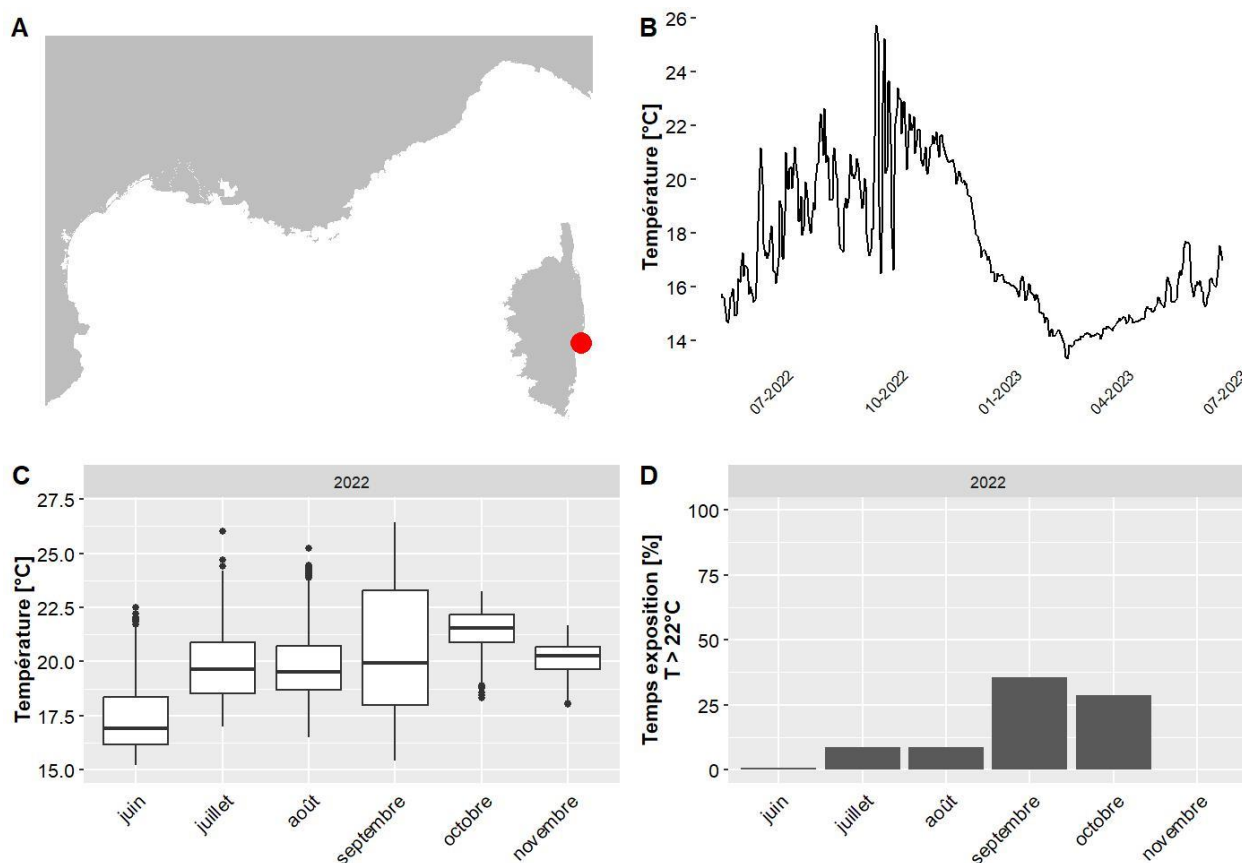 A
B
26
24
22
20
18
16
14
Température [°C]
07-2022
10-2022
01-2023
04-2023
07-2023
C
2022
27.5
25.0
22.5
20.0
17.5
15.0
Température [°C]
juin
juillet
août
septembre
octobre
novembre
D
2022
100
75
50
25
0
Temps exposition [%]
T > 22°C
juin
juillet
août
septembre
octobre
novembre